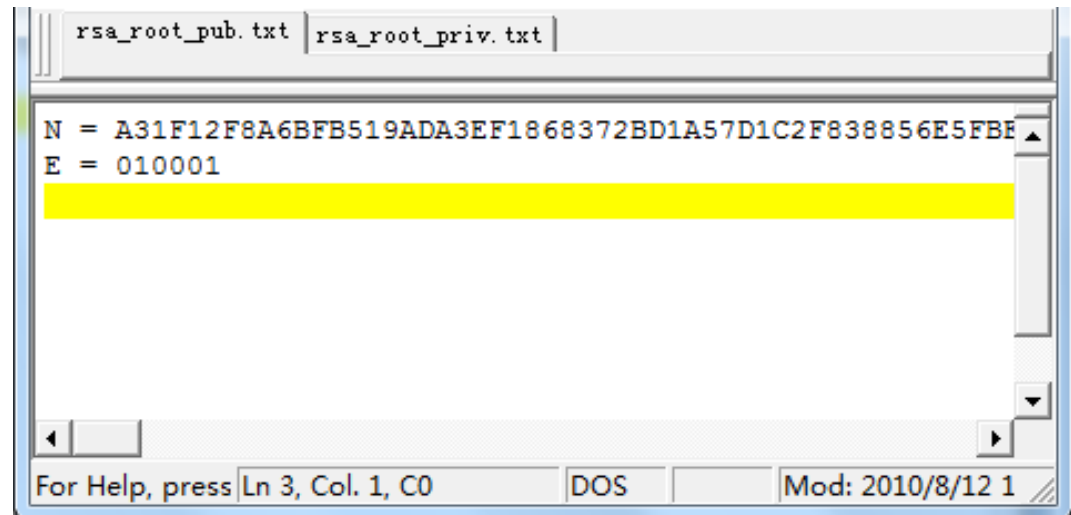 rsa_root_pub.txt rsa_root_priv.txt
N = A31F12F8A6BFB519ADA3EF1868372BD1A57D1C2F838856E5FBE
E = 010001
For Help, press Ln 3, Col. 1, C0 DOS Mod: 2010/8/12 1